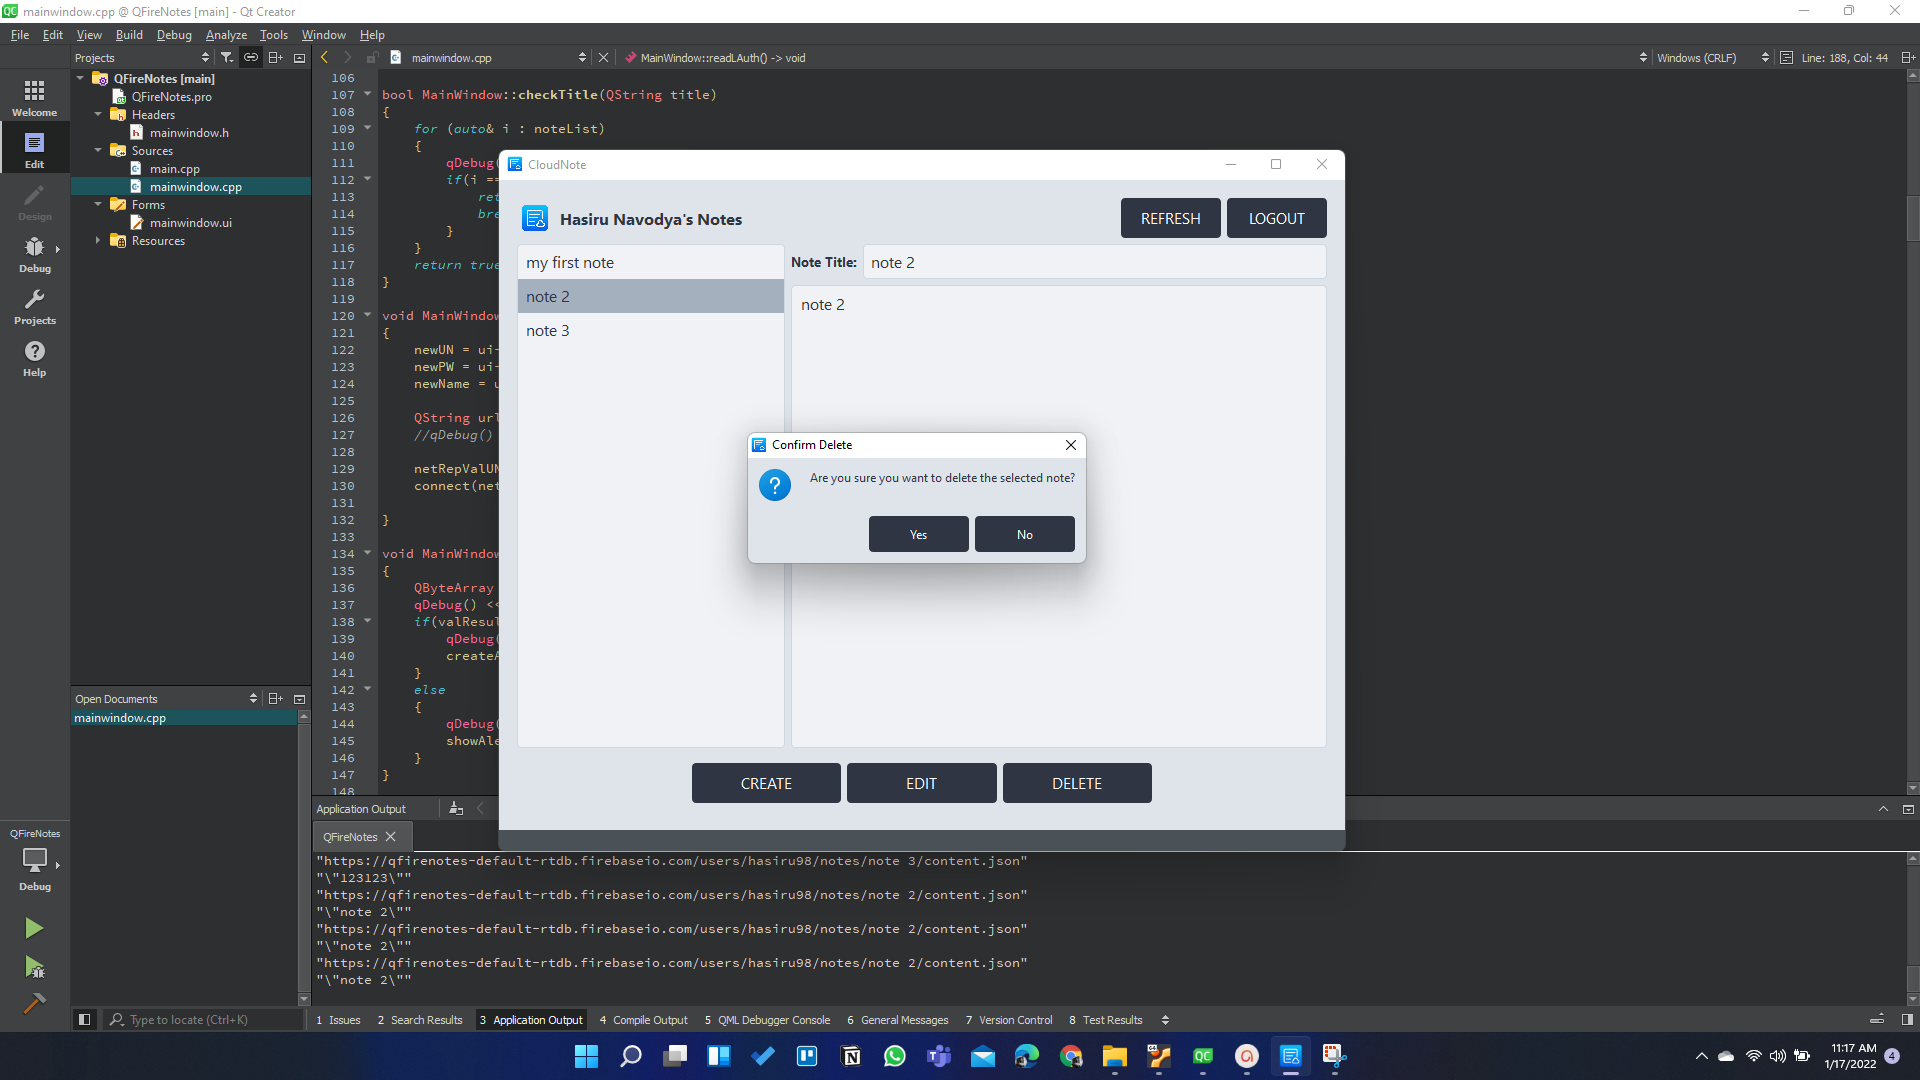 mainwindow.cpp @ QFireNotes [main] - Qt Creator
File Edit View Build Debug Analyze Tools Window Help
Projects
mainwindow.cpp
MainWindow::readLAuth() -> void
Windows (CRLF)
Line: 188, Col: 44
Welcome
Edit
Design
Debug
Projects
Help
QFireNotes [main]
QFireNotes.pro
Headers
mainwindow.h
Sources
main.cpp
mainwindow.cpp
Forms
mainwindow.ui
Resources
106
107 bool MainWindow::checkTitle(QString title)
108 {
109 for (auto& i : noteList)
110 {
111 qDebug(
112 if(i ==
113 ret
114 bre
115 }
116 }
117 return true
118 }
119
120 void MainWindow
121 {
122 newUN = ui-
123 newPW = ui-
124 newName = u
125
126 QString url
127 //qDebug()
128
129 netRepValUN
130 connect(net
131
132 }
133
134 void MainWindow
135 {
136 QByteArray
137 qDebug() <<
138 if(valResul
139 qDebug(
140 createA
141 }
142 else
143 {
144 qDebug(
145 showAle
146 }
147 }
148
CloudNote
Hasiru Navodya's Notes
REFRESH
LOGOUT
my first note
note 2
note 3
Note Title:
note 2
note 2
Confirm Delete
Are you sure you want to delete the selected note?
Yes
No
CREATE
EDIT
DELETE
Open Documents
mainwindow.cpp
QFireNotes
Debug
Application Output
QFireNotes
"https://qfirenotes-default-rtdb.firebaseio.com/users/hasiru98/notes/note 3/content.json"
"\"123123\""
"https://qfirenotes-default-rtdb.firebaseio.com/users/hasiru98/notes/note 2/content.json"
"\"note 2\""
"https://qfirenotes-default-rtdb.firebaseio.com/users/hasiru98/notes/note 2/content.json"
"\"note 2\""
"https://qfirenotes-default-rtdb.firebaseio.com/users/hasiru98/notes/note 2/content.json"
"\"note 2\""
Type to locate (Ctrl+K)
1 Issues 2 Search Results 3 Application Output 4 Compile Output 5 QML Debugger Console 6 General Messages 7 Version Control 8 Test Results
11:17 AM
1/17/2022
4